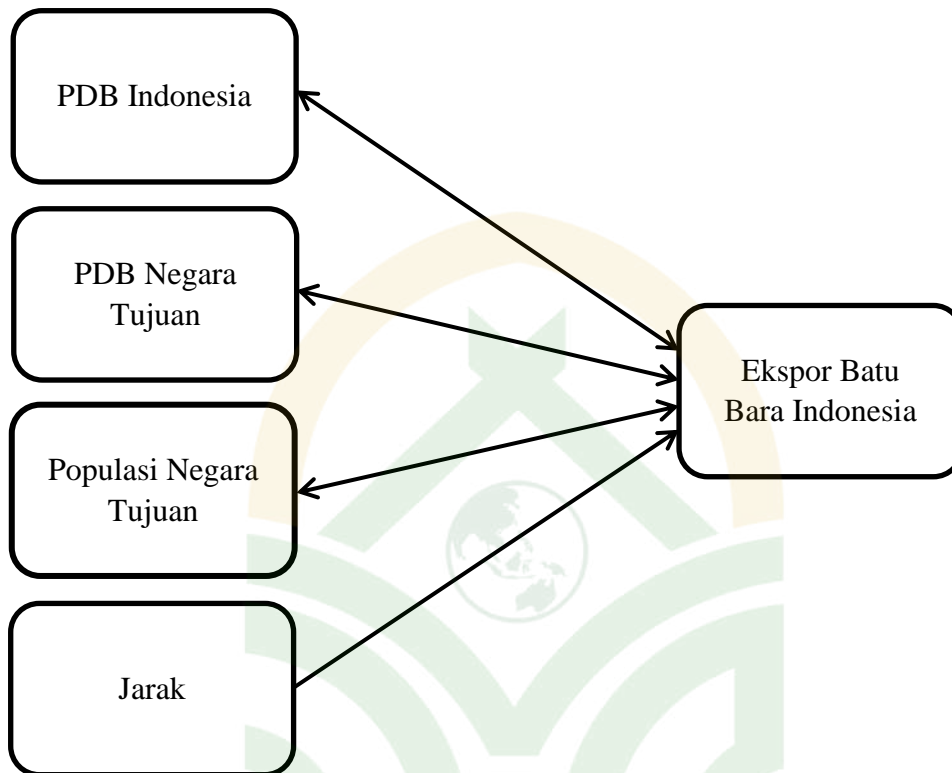 PDB Indonesia
PDB Negara
Tujuan
Populasi Negara
Tujuan
Jarak
Ekspor Batu
Bara Indonesia